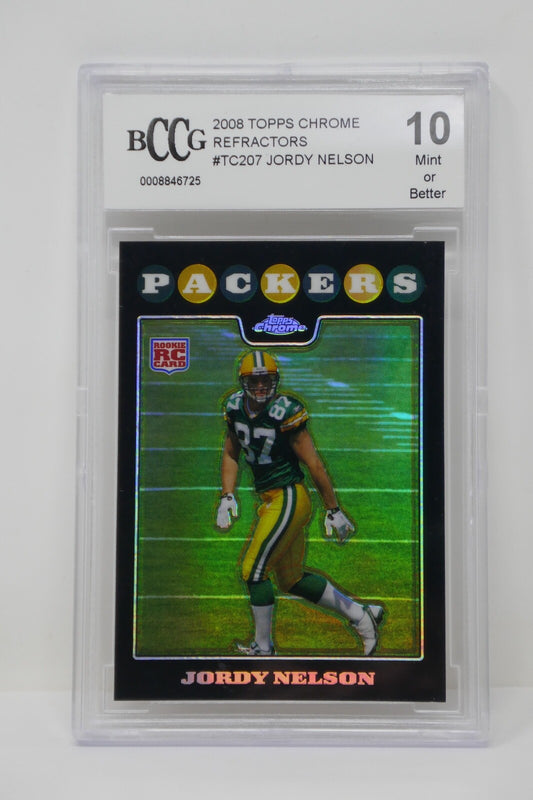 BCCG
2008 TOPPS CHROME
REFRACTORS
#TC207 JORDY NELSON
0008846725
10
Mint
or
Better
PACKERS
Topps
Chrome
ROOKIE
RC
CARD
87
87
JORDY NELSON